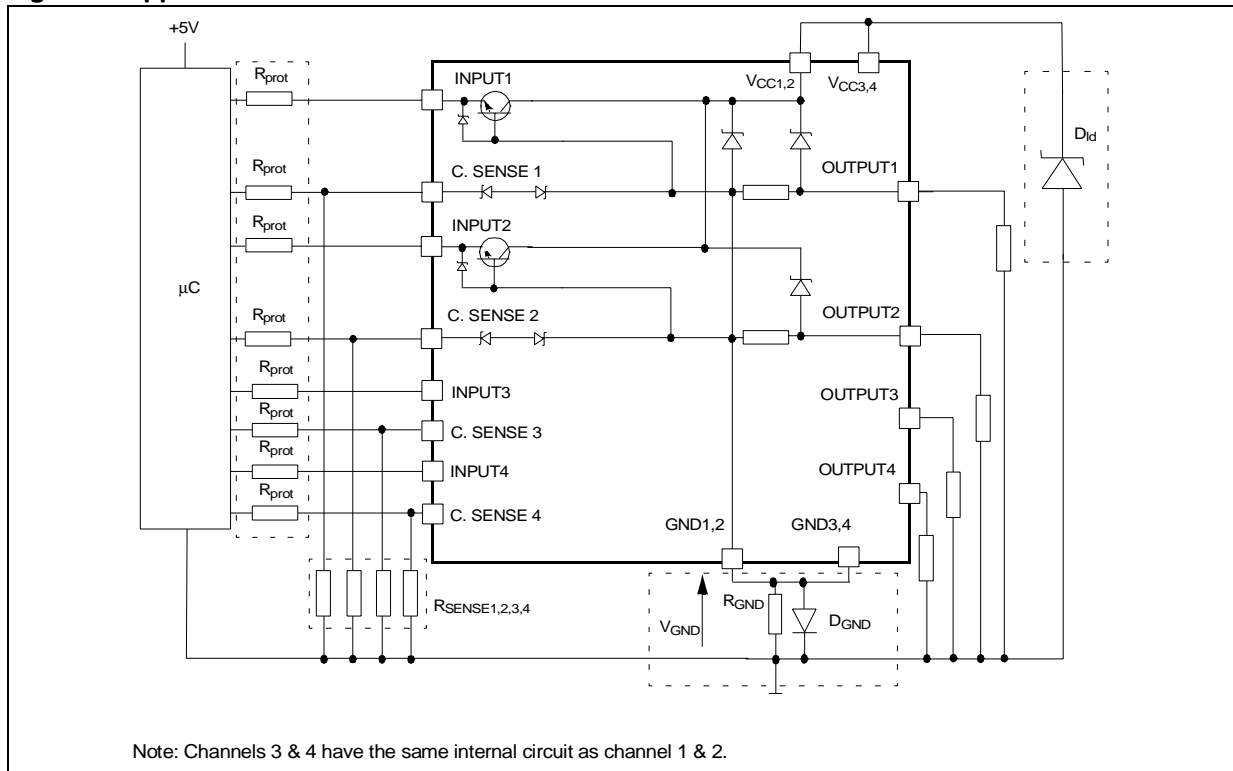 +5V
μC
Rprot
Rprot
Rprot
Rprot
Rprot
Rprot
Rprot
Rprot
INPUT1
C. SENSE 1
INPUT2
C. SENSE 2
INPUT3
C. SENSE 3
INPUT4
C. SENSE 4
VCC1,2
VCC3,4
Dld
OUTPUT1
OUTPUT2
OUTPUT3
OUTPUT4
GND1,2
GND3,4
RSENSE1,2,3,4
VGND
RGND
DGND
Note: Channels 3 & 4 have the same internal circuit as channel 1 & 2.